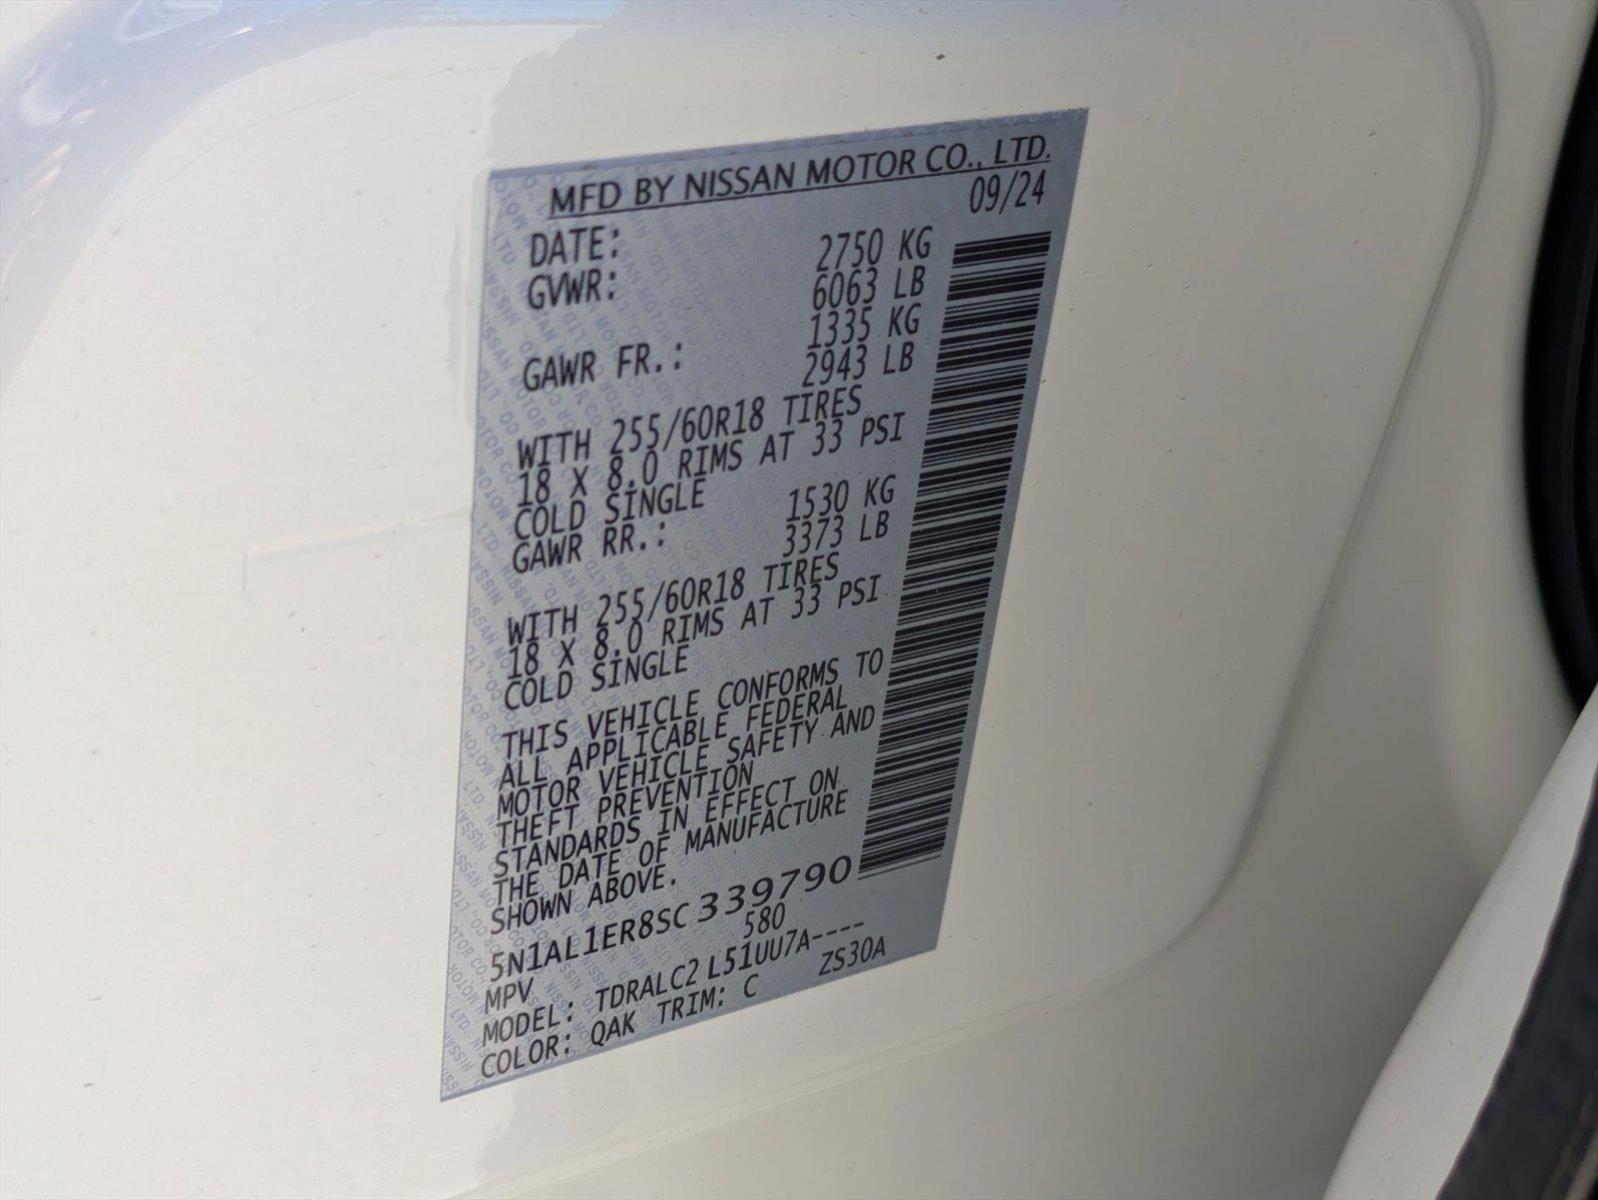 MFD BY NISSAN MOTOR CO., LTD.
DATE: 09/24
GVWR: 2750 KG
6063 LB
GAWR FR.: 1335 KG
2943 LB
WITH 255/60R18 TIRES
18 X 8.0 RIMS AT 33 PSI
COLD SINGLE
GAWR RR.: 1530 KG
3373 LB
WITH 255/60R18 TIRES
18 X 8.0 RIMS AT 33 PSI
COLD SINGLE
THIS VEHICLE CONFORMS TO
ALL APPLICABLE FEDERAL
MOTOR VEHICLE SAFETY AND
THEFT PREVENTION
STANDARDS IN EFFECT ON
THE DATE OF MANUFACTURE
SHOWN ABOVE.
5N1AL1ER8SC339790
MPV 580
MODEL: TDRALC2 L51UU7A----
COLOR: QAK TRIM: C ZS30A